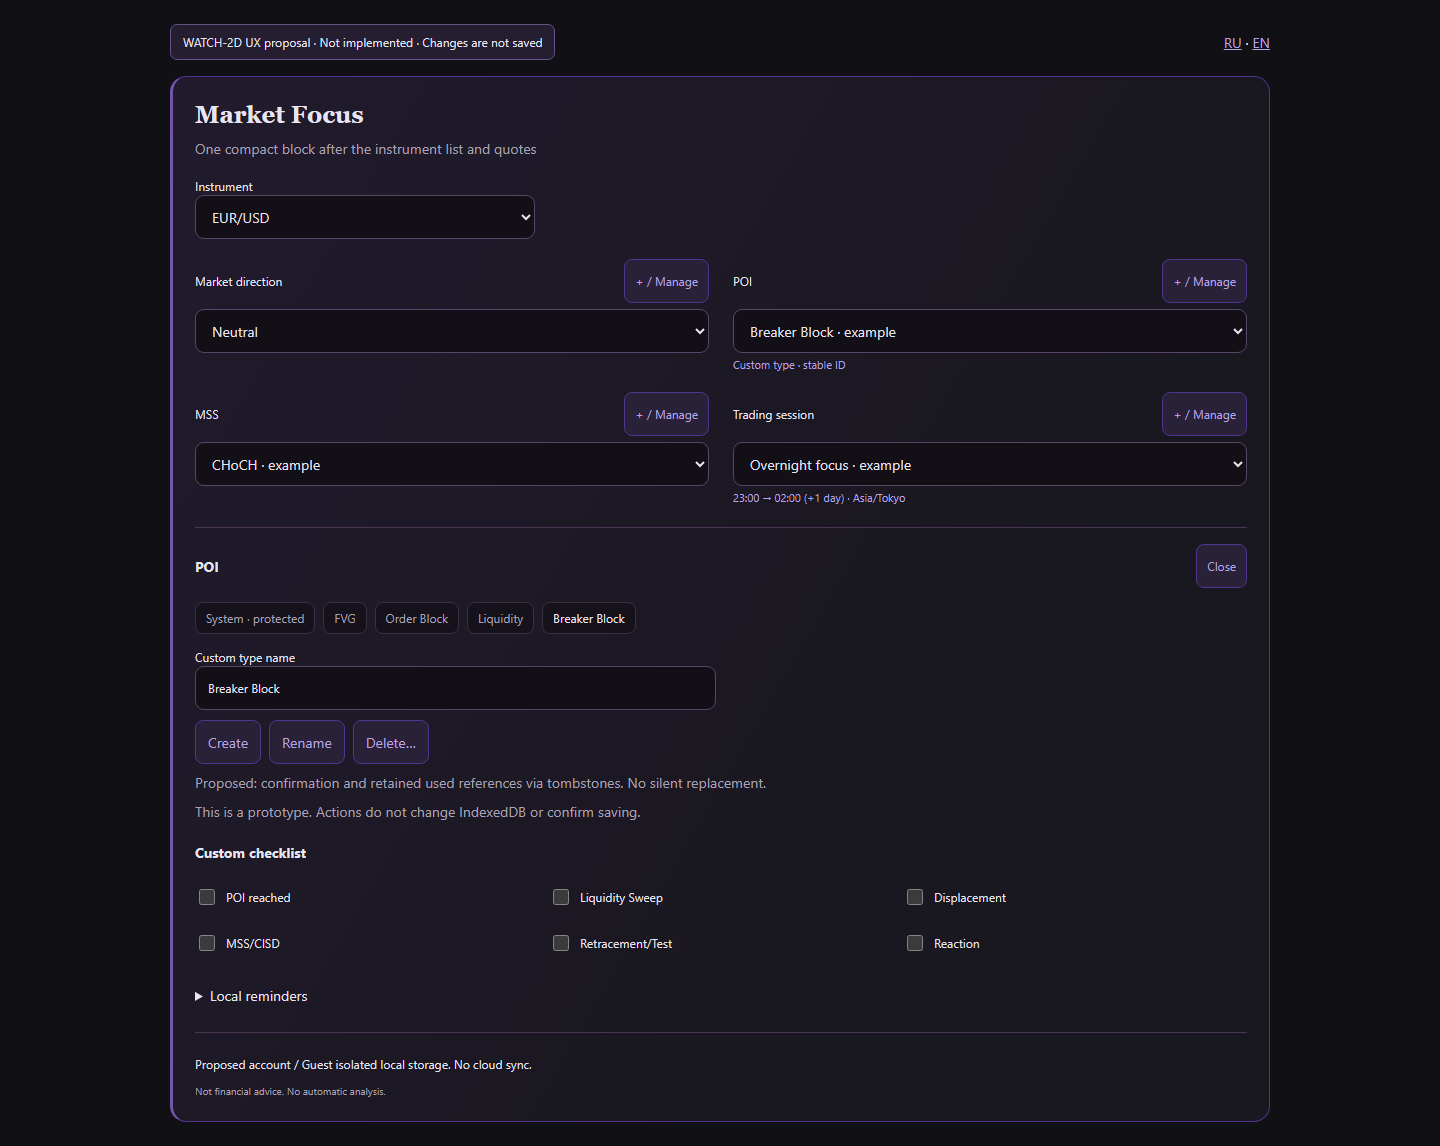 WATCH-2D UX proposal · Not implemented · Changes are not saved
RU · EN
Market Focus
One compact block after the instrument list and quotes
Instrument
EUR/USD
Market direction
+ / Manage
POI
+ / Manage
Neutral
Breaker Block · example
Custom type · stable ID
MSS
+ / Manage
Trading session
+ / Manage
CHoCH · example
Overnight focus · example
23:00 → 02:00 (+1 day) · Asia/Tokyo
POI
Close
System · protected
FVG
Order Block
Liquidity
Breaker Block
Custom type name
Breaker Block
Create
Rename
Delete...
Proposed: confirmation and retained used references via tombstones. No silent replacement.
This is a prototype. Actions do not change IndexedDB or confirm saving.
Custom checklist
POI reached
Liquidity Sweep
Displacement
MSS/CISD
Retracement/Test
Reaction
Local reminders
Proposed account / Guest isolated local storage. No cloud sync.
Not financial advice. No automatic analysis.